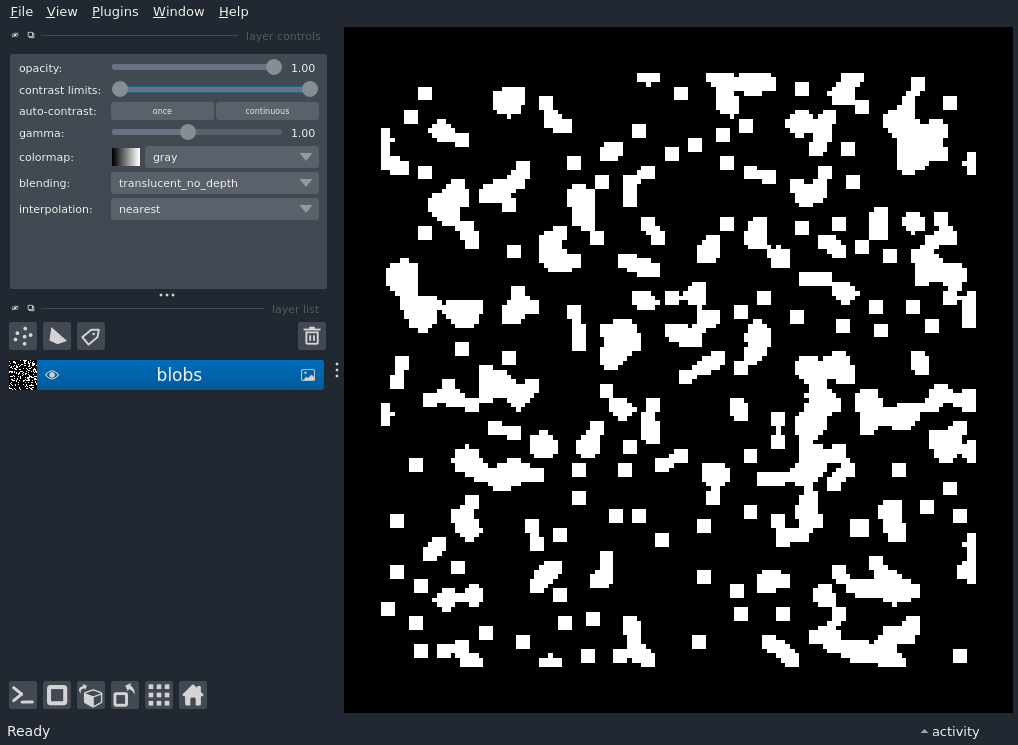 File View Plugins Window Help
layer controls
opacity: 1.00
contrast limits:
auto-contrast: once continuous
gamma: 1.00
colormap: gray
blending: translucent_no_depth
interpolation: nearest
layer list
blobs
Ready activity